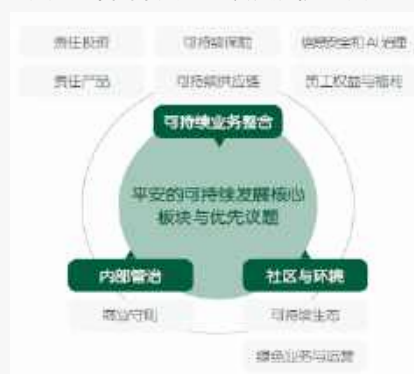 责任投资 可持续保险 信息安全和AI治理
责任产品 可持续供应链 员工权益与福利
可持续业务整合
平安的可持续发展核心
板块与优先议题
内部管治 社区与环境
商业守则 可持续生态
绿色业务与运营